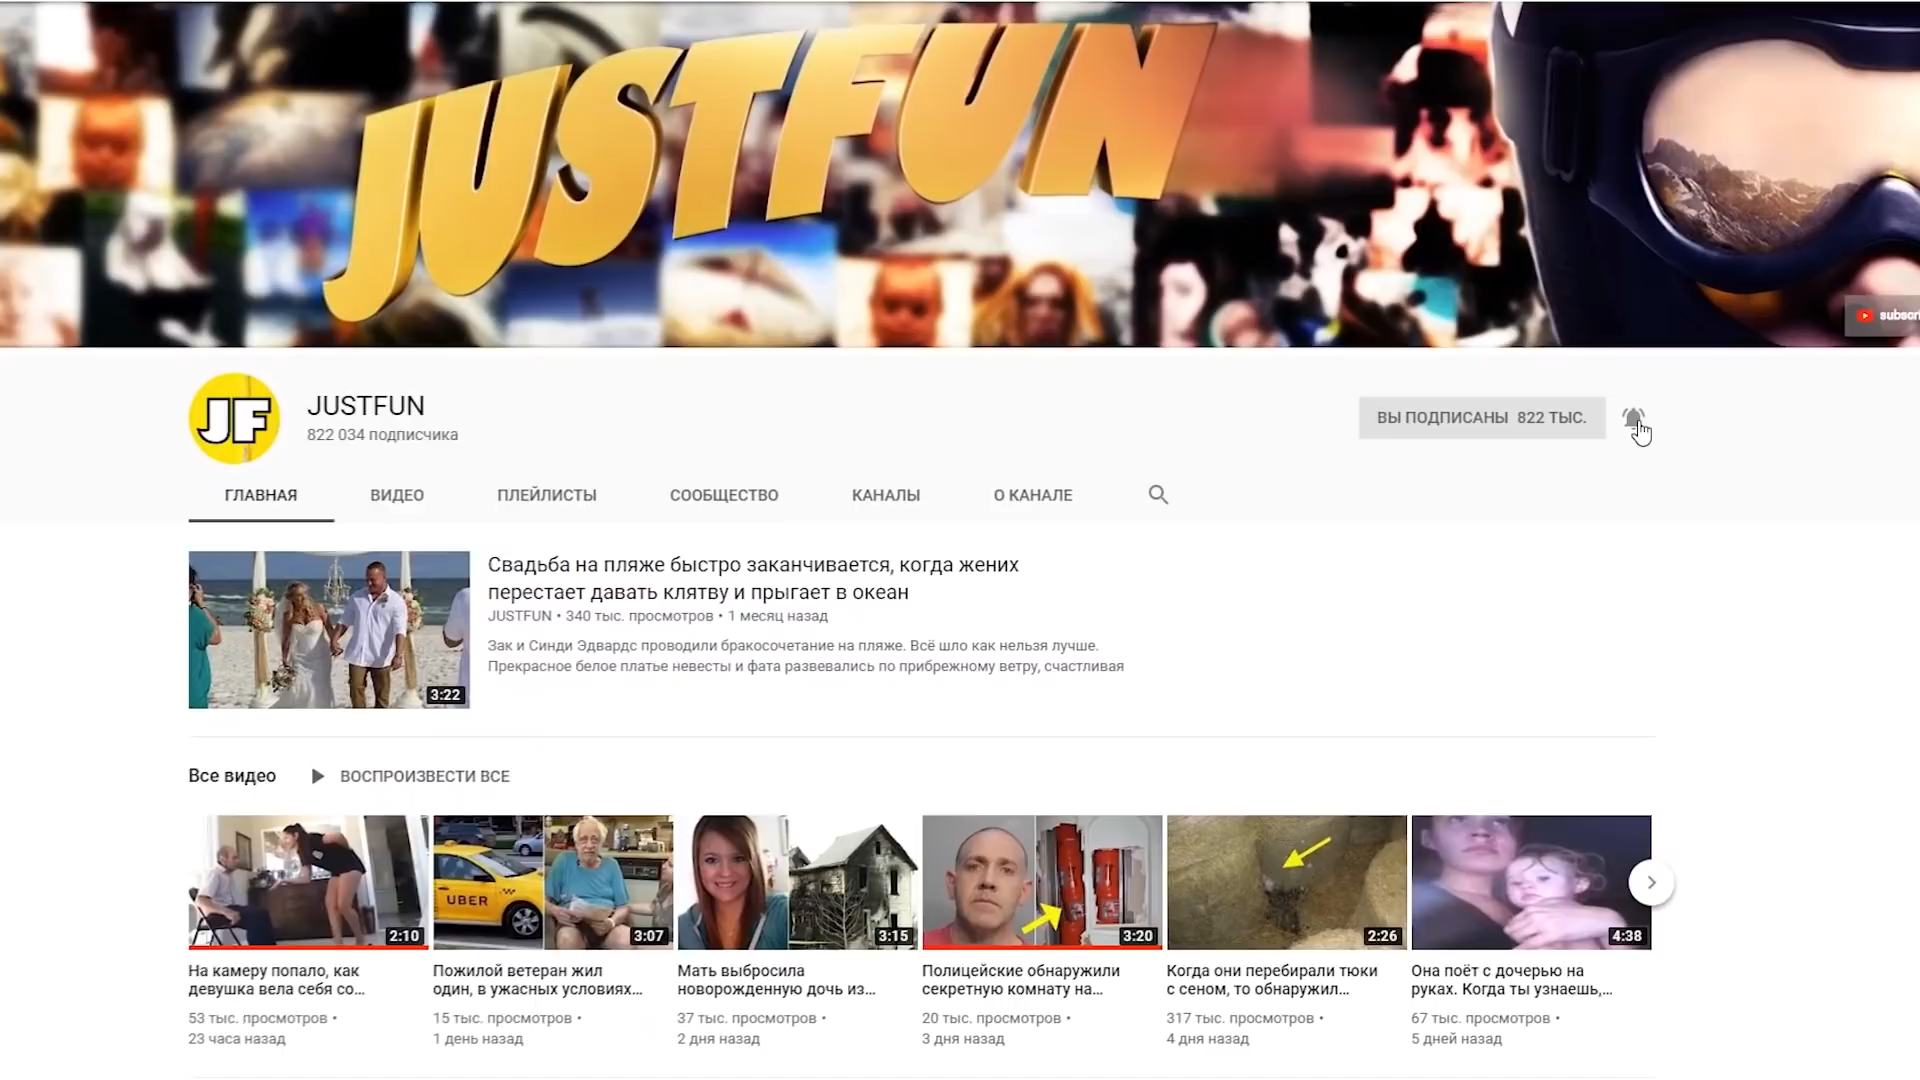 JUSTFUN
subscri
JF
JUSTFUN
822 034 подписчика
ВЫ ПОДПИСАНЫ 822 ТЫС.
ГЛАВНАЯ
ВИДЕО
ПЛЕЙЛИСТЫ
СООБЩЕСТВО
КАНАЛЫ
О КАНАЛЕ
3:22
Свадьба на пляже быстро заканчивается, когда жених
перестает давать клятву и прыгает в океан
JUSTFUN • 340 тыс. просмотров • 1 месяц назад
Зак и Синди Эдвардс проводили бракосочетание на пляже. Всё шло как нельзя лучше.
Прекрасное белое платье невесты и фата развевались по прибрежному ветру, счастливая
Все видео
ВОСПРОИЗВЕСТИ ВСЕ
2:10
На камеру попало, как
девушка вела себя со...
53 тыс. просмотров •
23 часа назад
UBER
3:07
Пожилой ветеран жил
один, в ужасных условиях...
15 тыс. просмотров •
1 день назад
3:15
Мать выбросила
новорожденную дочь из...
37 тыс. просмотров •
2 дня назад
3:20
Полицейские обнаружили
секретную комнату на...
20 тыс. просмотров •
3 дня назад
2:26
Когда они перебирали тюки
с сеном, то обнаружил...
317 тыс. просмотров •
4 дня назад
4:38
Она поёт с дочерью на
руках. Когда ты узнаешь,...
67 тыс. просмотров •
5 дней назад